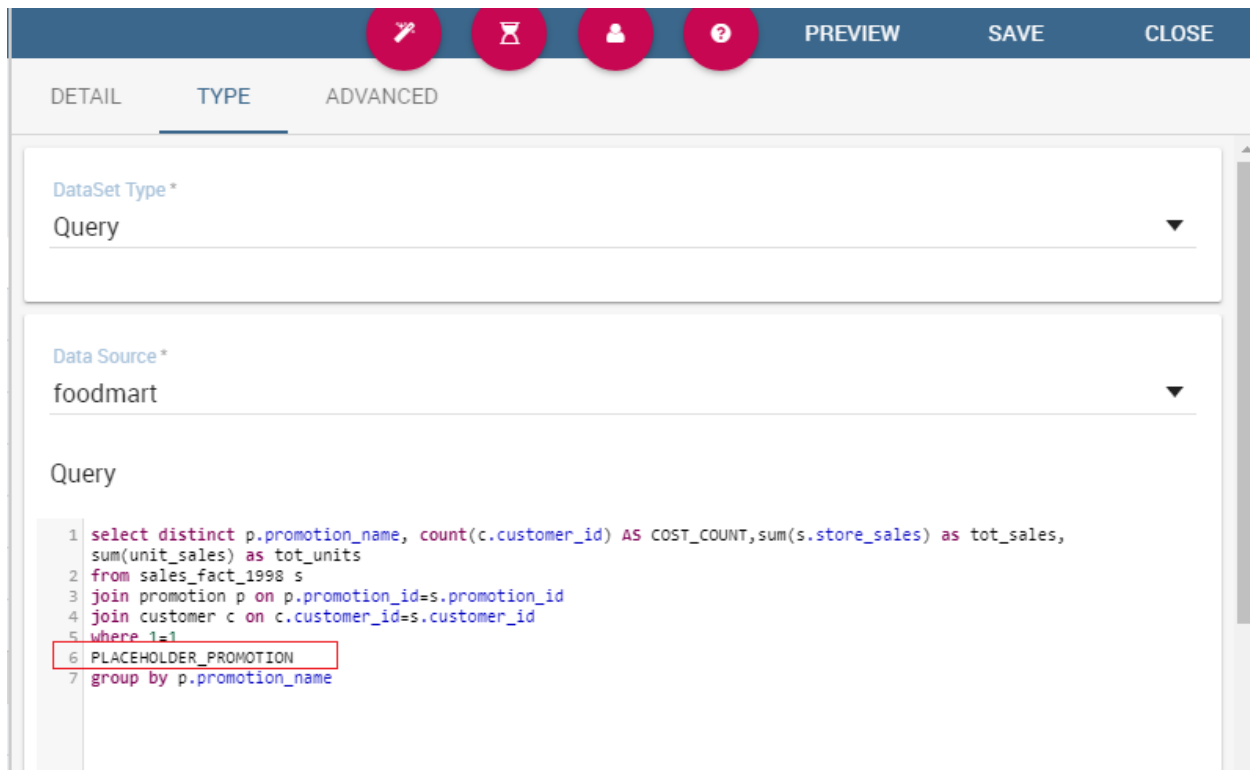 PREVIEW SAVE CLOSE
DETAIL TYPE ADVANCED
DataSet Type *
Query
Data Source *
foodmart
Query
1 select distinct p.promotion_name, count(c.customer_id) AS COST_COUNT,sum(s.store_sales) as tot_sales,
sum(unit_sales) as tot_units
2 from sales_fact_1998 s
3 join promotion p on p.promotion_id=s.promotion_id
4 join customer c on c.customer_id=s.customer_id
5 where 1=1
6 PLACEHOLDER_PROMOTION
7 group by p.promotion_name